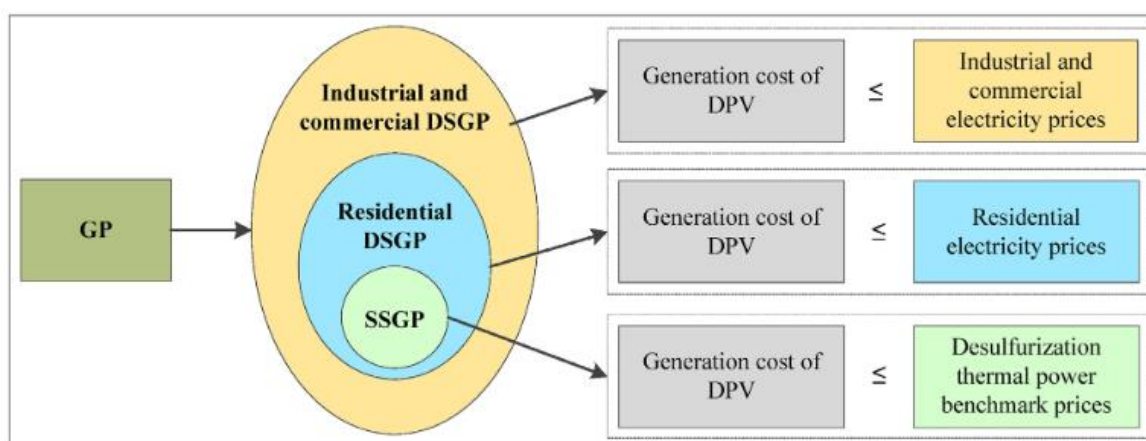 GP
Industrial and
commercial DSGP
Residential
DSGP
SSGP
Generation cost of
DPV
≤
Industrial and
commercial
electricity prices
Generation cost of
DPV
≤
Residential
electricity prices
Generation cost of
DPV
≤
Desulfurization
thermal power
benchmark prices